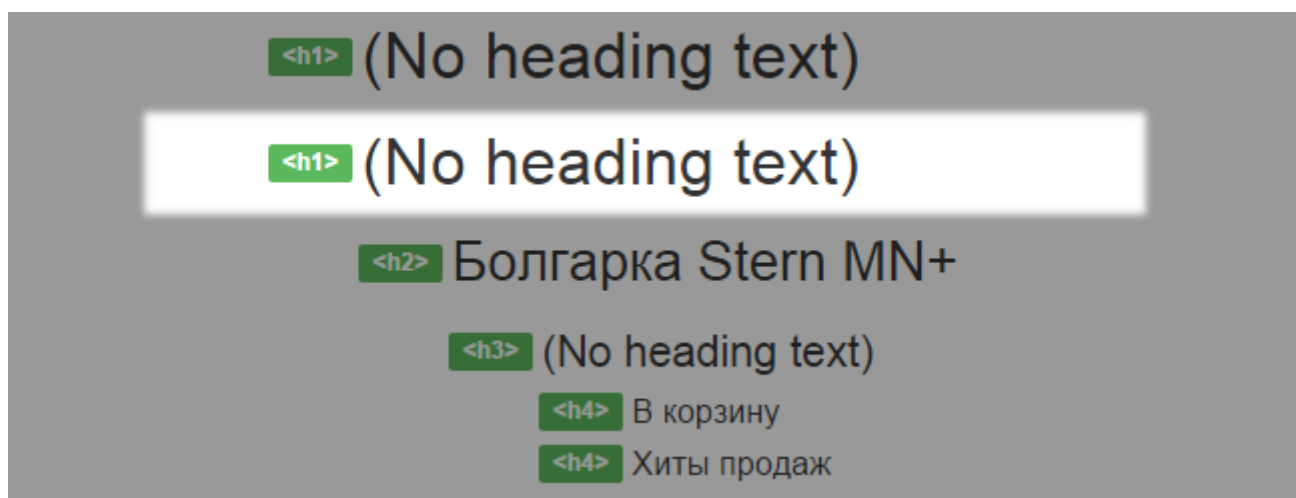 <h1> (No heading text)
<h1> (No heading text)
<h2> Болгарка Stern MN+
<h3> (No heading text)
<h4> В корзину
<h4> Хиты продаж